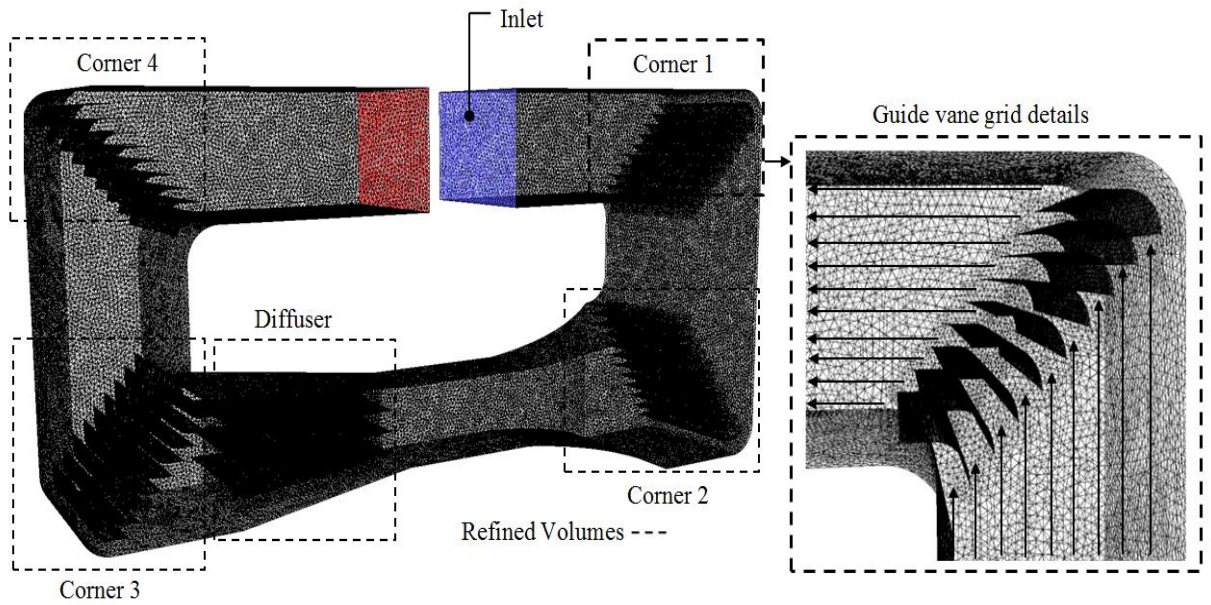 Inlet
Corner 4
Corner 1
Guide vane grid details
Diffuser
Corner 2
Refined Volumes
Corner 3